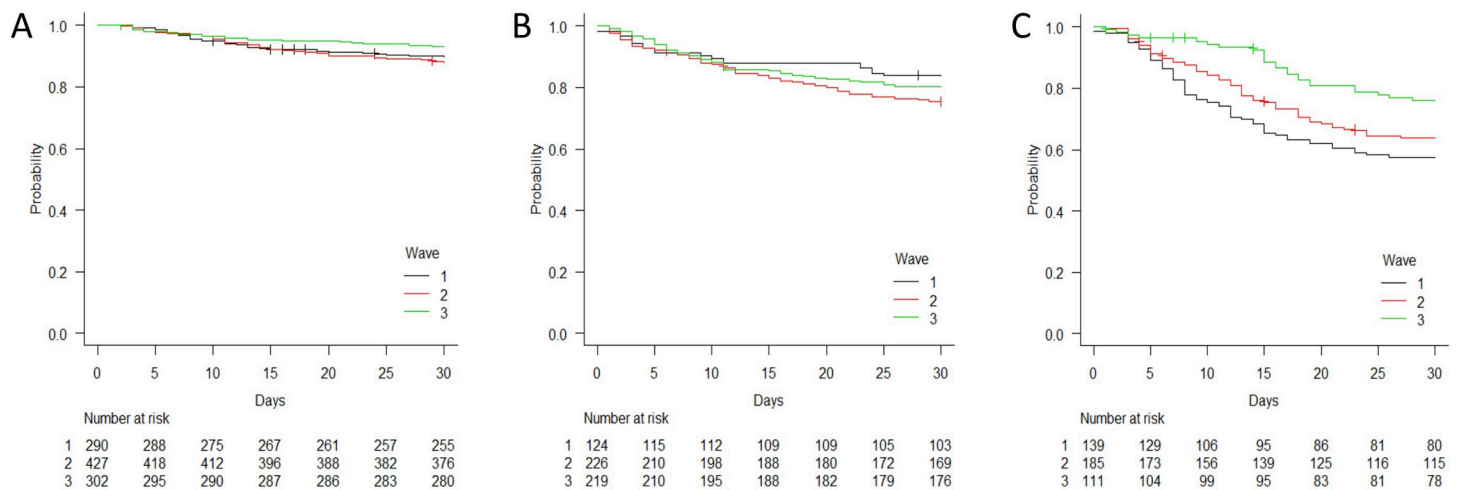 A
Probability
1.0
0.8
0.6
0.4
0.2
0.0
Wave
1
2
3
0 5 10 15 20 25 30
Days
Number at risk
1 290 288 275 267 261 257 255
2 427 418 412 396 388 382 376
3 302 295 290 287 286 283 280
B
Probability
1.0
0.8
0.6
0.4
0.2
0.0
Wave
1
2
3
0 5 10 15 20 25 30
Days
Number at risk
1 124 115 112 109 109 105 103
2 226 210 198 188 180 172 169
3 219 210 195 188 182 179 176
C
Probability
1.0
0.8
0.6
0.4
0.2
0.0
Wave
1
2
3
0 5 10 15 20 25 30
Days
Number at risk
1 139 129 106 95 86 81 80
2 185 173 156 139 125 116 115
3 111 104 99 95 83 81 78